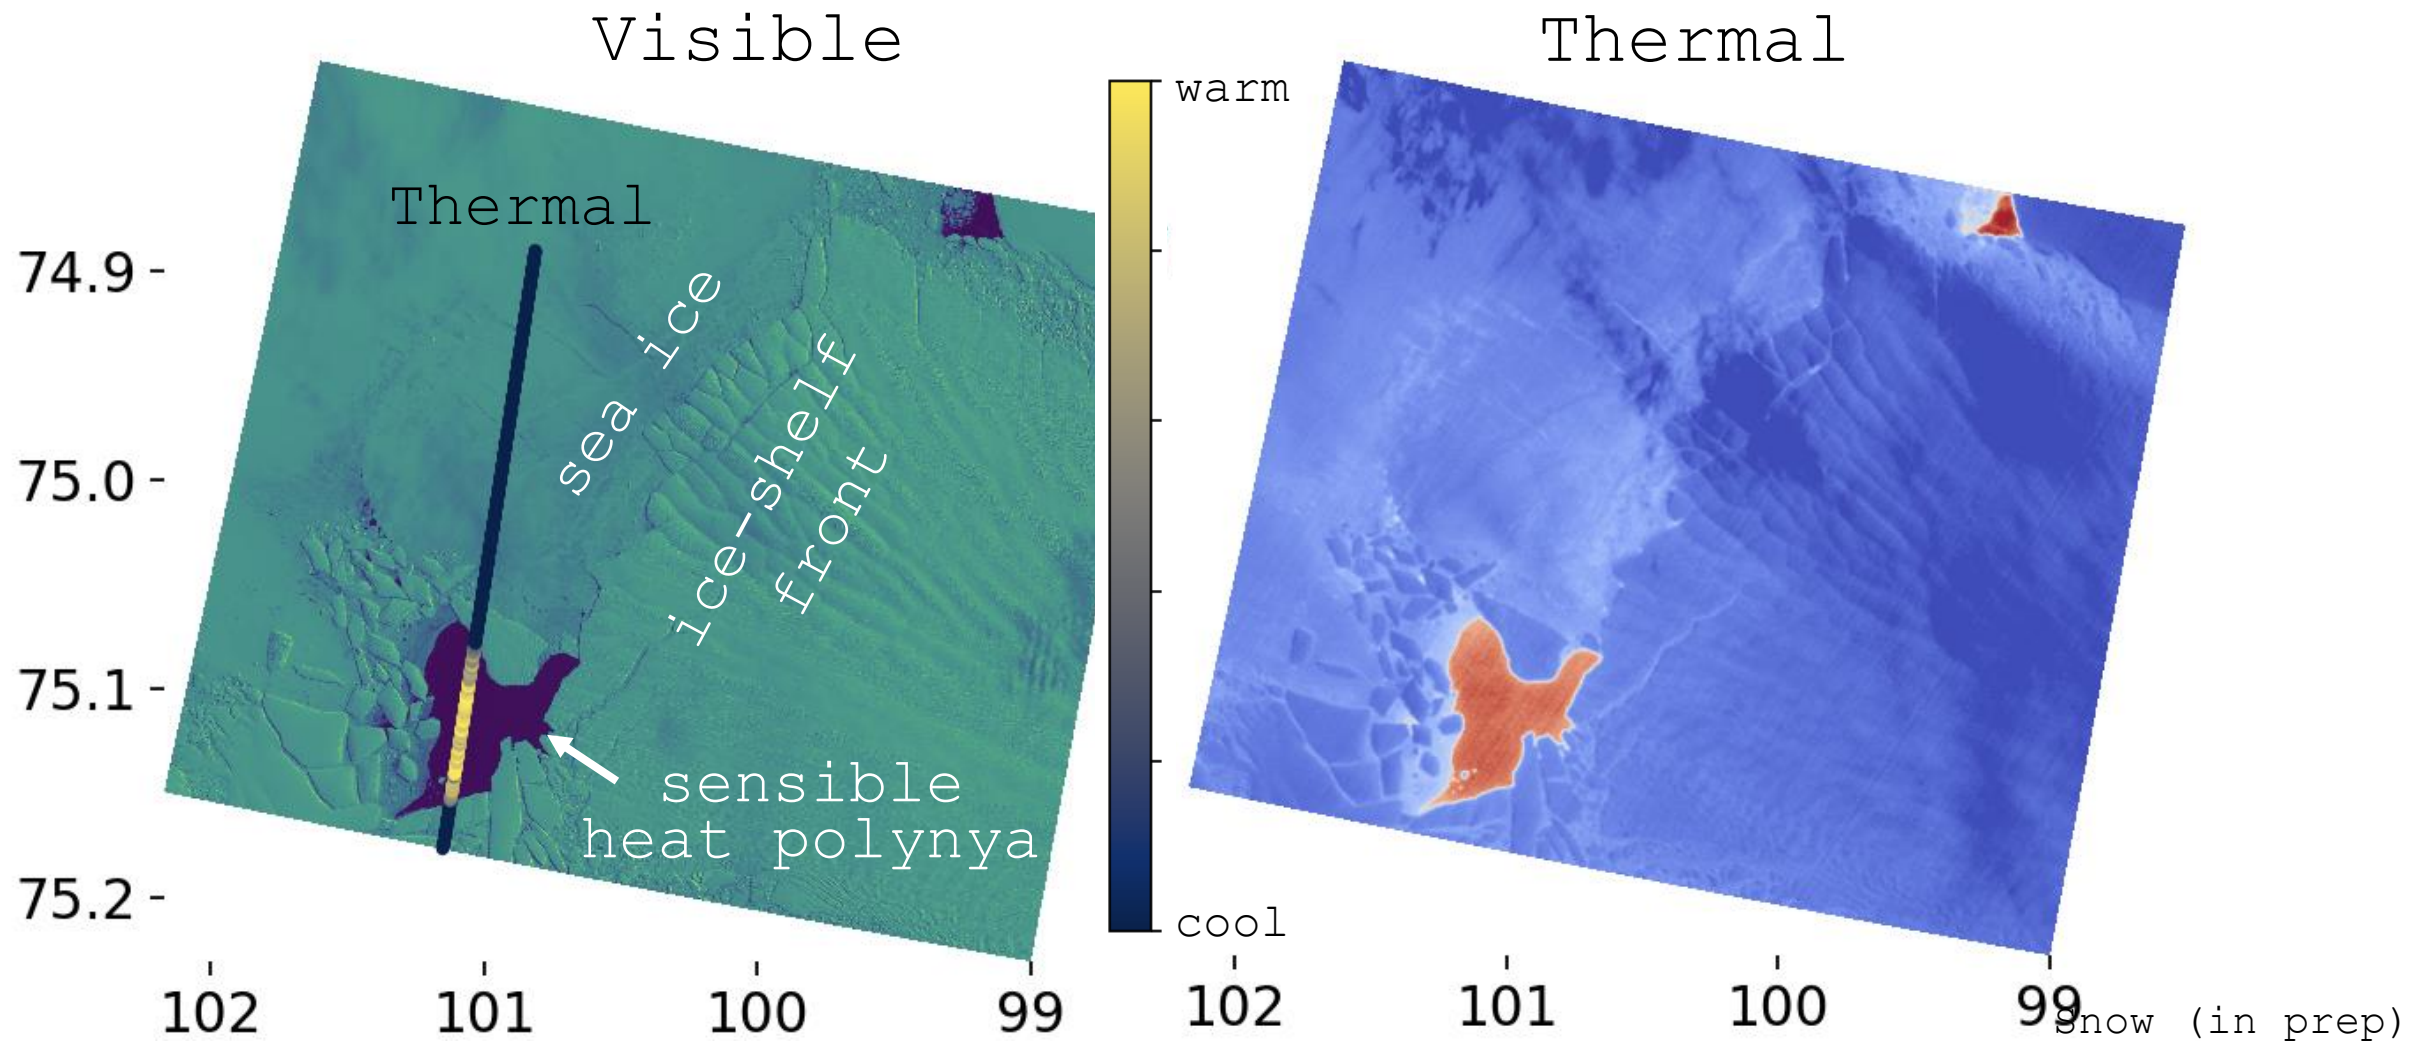 Visible
Thermal
warm
Thermal
74.9
sea ice
75.0
ice-shelf
front
75.1
sensible
heat polynya
75.2
cool
102
101
100
99
102
101
100
99
Snow (in prep)